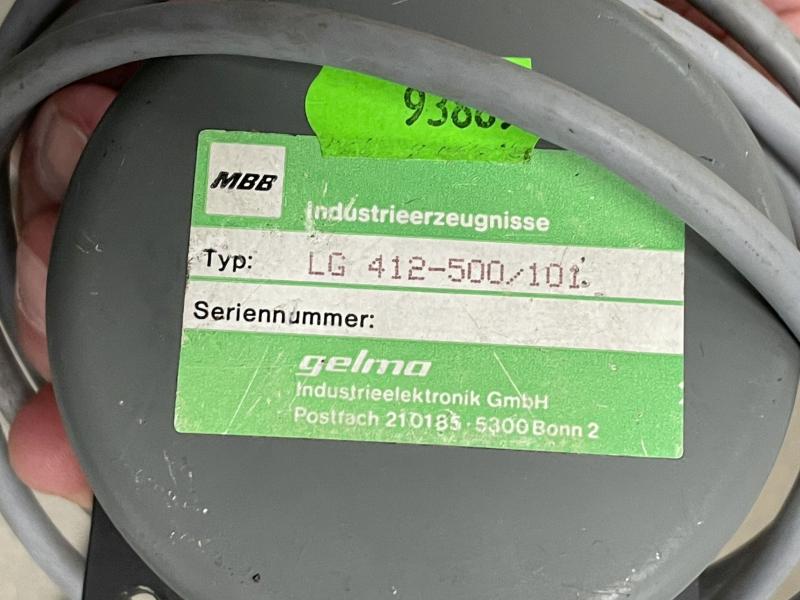 MBB
Industrieerzeugnisse
Typ: LG 412-500/101
Seriennummer:
gelma
Industrieelektronik GmbH
Postfach 210185 · 5300 Bonn 2